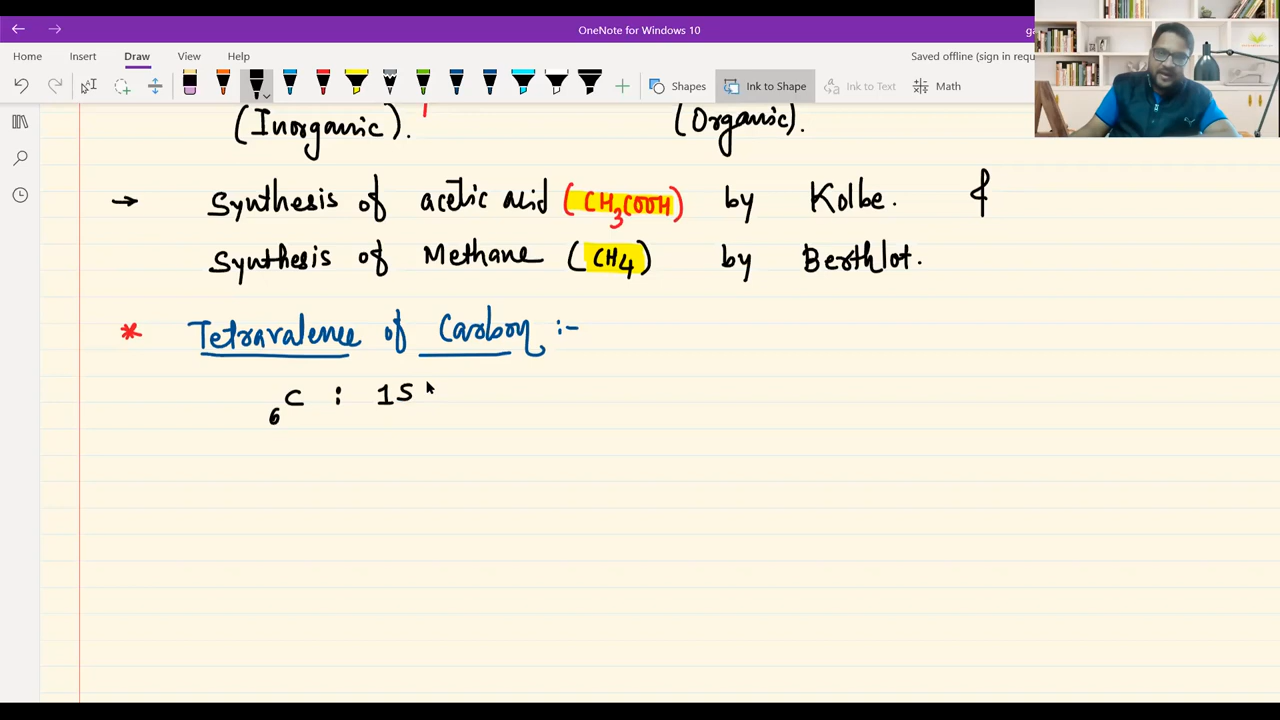 OneNote for Windows 10
ga
Home Insert Draw View Help
Saved offline (sign in requ
Shapes Ink to Shape Ink to Text Math
(Inorganic). (Organic).
→ Synthesis of acetic acid (CH₃COOH) by Kolbe. &
Synthesis of Methane (CH₄) by Berthlot.
* Tetravalence of Carbon :-
₆C : 1S